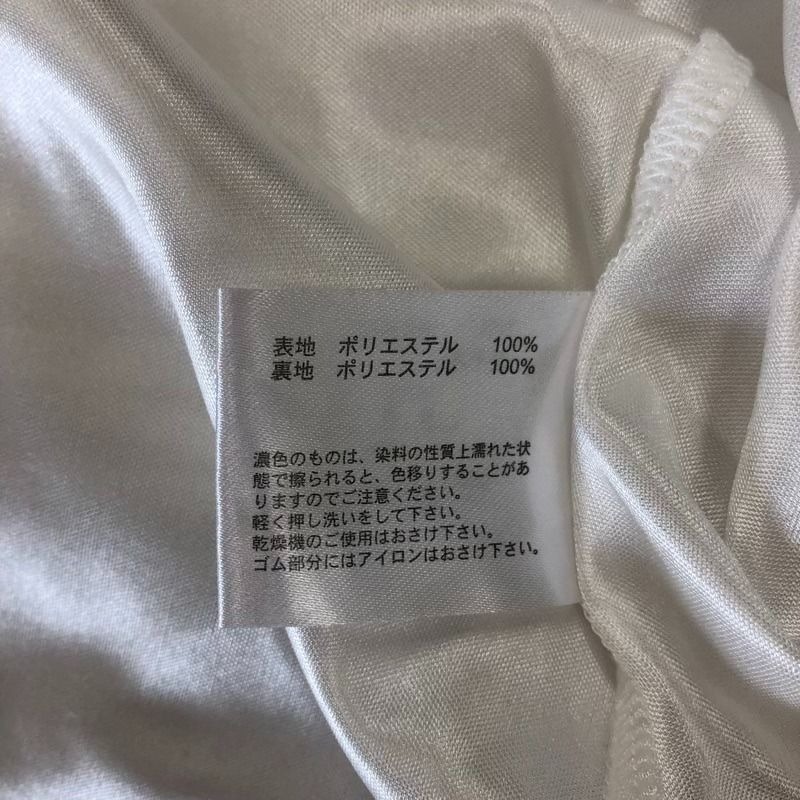 表地 ポリエステル 100%
裏地 ポリエステル 100%
濃色のものは、染料の性質上濡れた状
態で擦られると、色移りすることがあ
りますのでご注意ください。
軽く押し洗いをして下さい。
乾燥機のご使用はおさけ下さい。
ゴム部分にはアイロンはおさけ下さい。